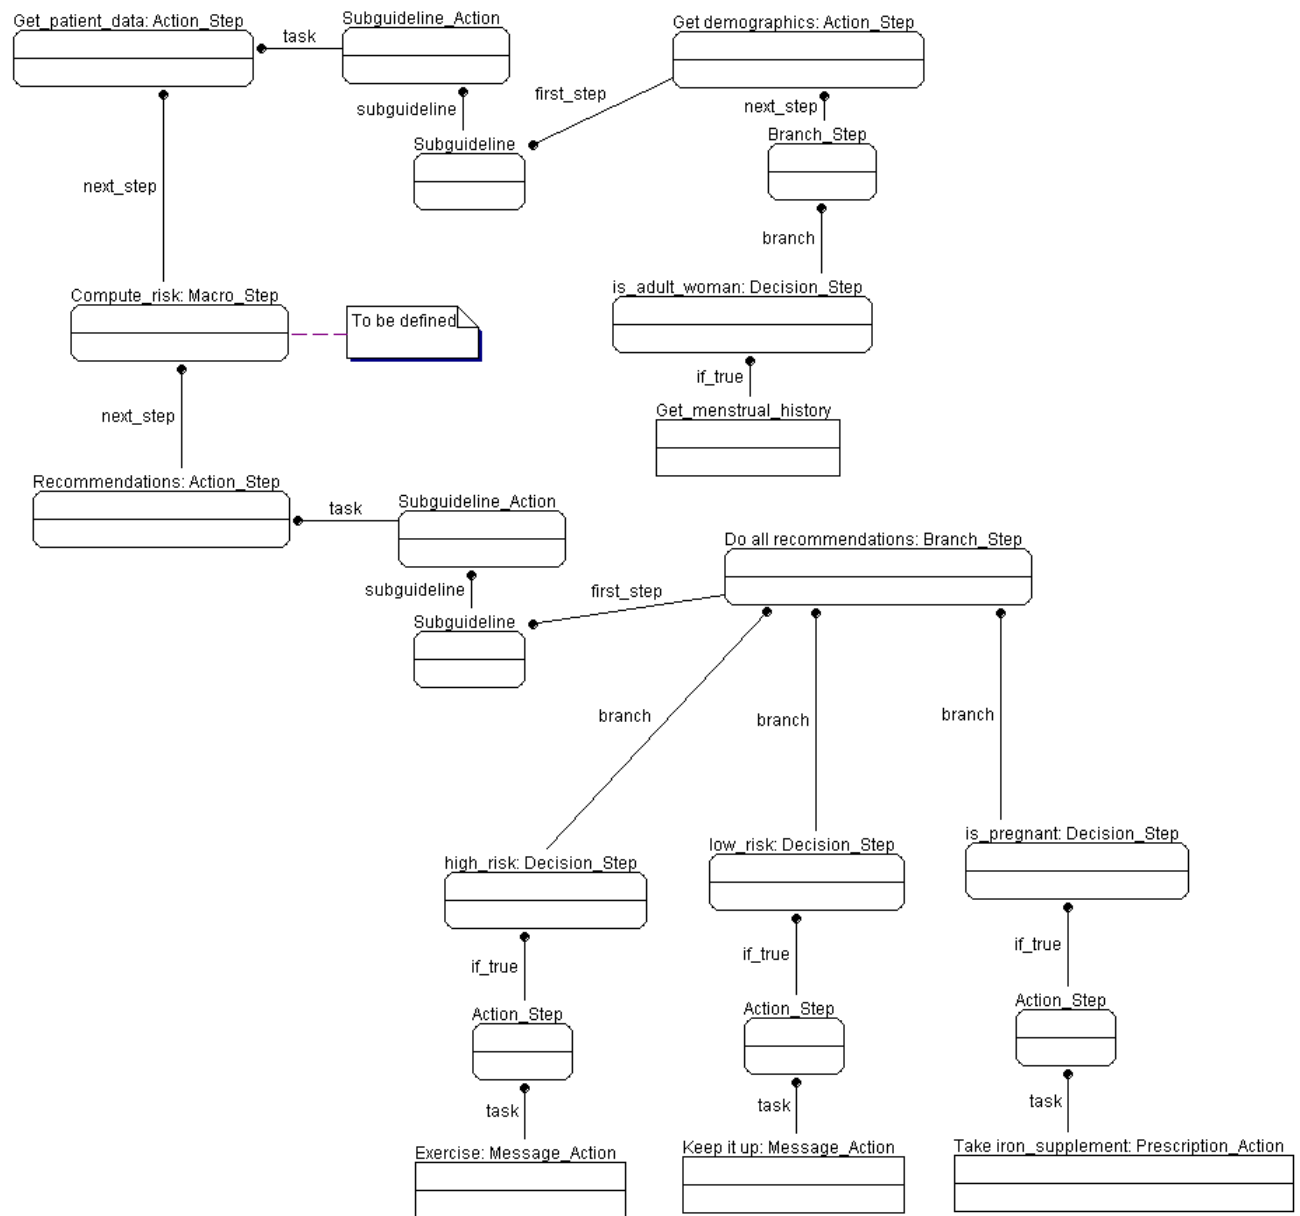 Get_patient_data: Action_Step
task
Subguideline_Action
Get demographics: Action_Step
subguideline
first_step
next_step
Subguideline
Branch_Step
next_step
branch
Compute_risk: Macro_Step
To be defined
is_adult_woman: Decision_Step
if_true
next_step
Get_menstrual_history
Recommendations: Action_Step
task
Subguideline_Action
Do all recommendations: Branch_Step
subguideline
first_step
Subguideline
branch
branch
branch
high_risk: Decision_Step
low_risk: Decision_Step
is_pregnant: Decision_Step
if_true
if_true
if_true
Action_Step
Action_Step
Action_Step
task
task
task
Exercise: Message_Action
Keep it up: Message_Action
Take iron_supplement: Prescription_Action